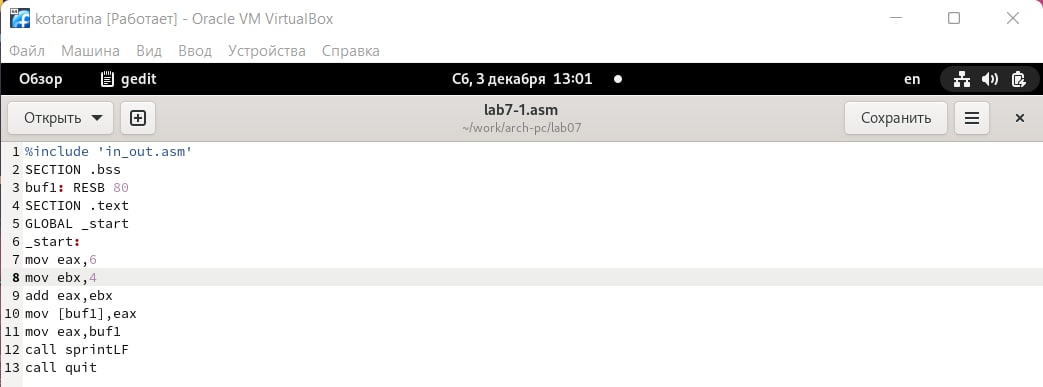 kotarutina [Работает] - Oracle VM VirtualBox
Файл Машина Вид Ввод Устройства Справка
Обзор gedit Сб, 3 декабря 13:01 en
Открыть lab7-1.asm Сохранить
~/work/arch-pc/lab07
1 %include 'in_out.asm'
2 SECTION .bss
3 buf1: RESB 80
4 SECTION .text
5 GLOBAL _start
6 _start:
7 mov eax,6
8 mov ebx,4
9 add eax,ebx
10 mov [buf1],eax
11 mov eax,buf1
12 call sprintLF
13 call quit